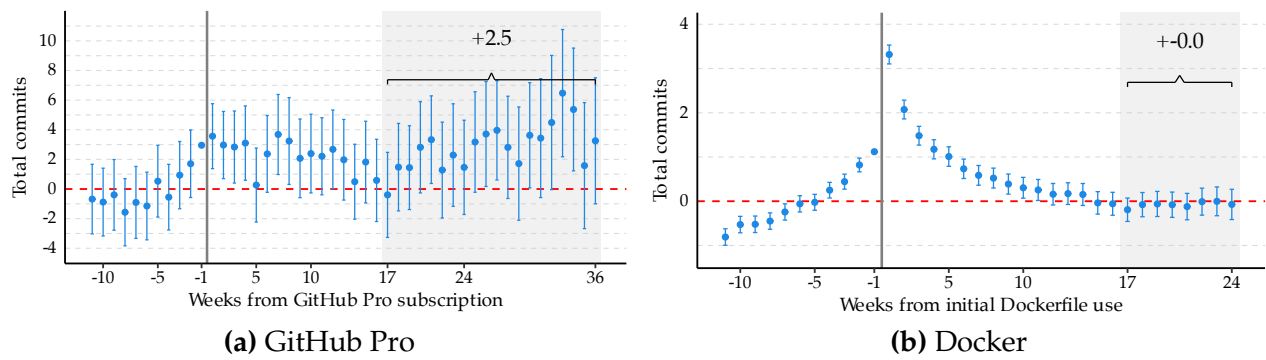 Total commits
10
8
6
4
2
0
-2
-4
+2.5
-10 -5 -1 5 10 17 24 36
Weeks from GitHub Pro subscription
(a) GitHub Pro
Total commits
4
2
0
+-0.0
-10 -5 -1 5 10 17 24
Weeks from initial Dockerfile use
(b) Docker